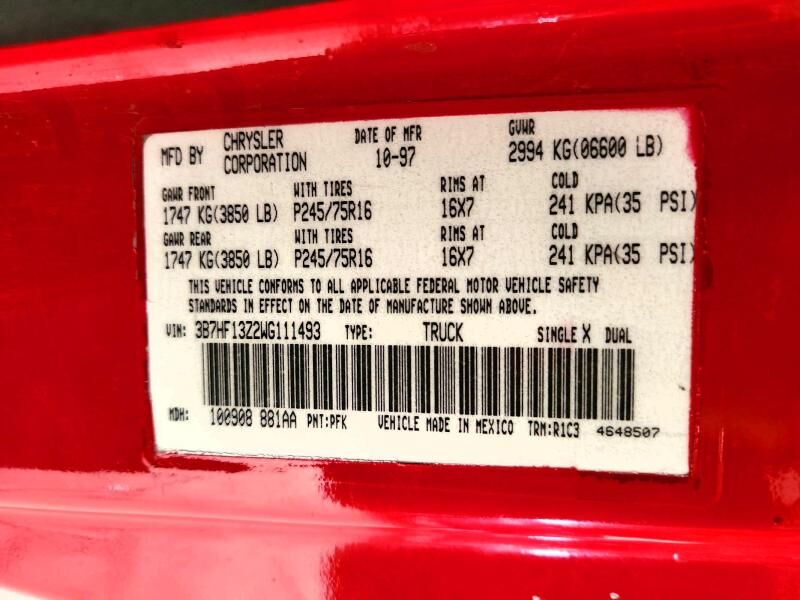 MFD BY CHRYSLER CORPORATION DATE OF MFR 10-97 GVWR 2994 KG(06600 LB)
GAWR FRONT WITH TIRES RIMS AT COLD
1747 KG(3850 LB) P245/75R16 16X7 241 KPA(35 PSI)
GAWR REAR WITH TIRES RIMS AT COLD
1747 KG(3850 LB) P245/75R16 16X7 241 KPA(35 PSI)
THIS VEHICLE CONFORMS TO ALL APPLICABLE FEDERAL MOTOR VEHICLE SAFETY
STANDARDS IN EFFECT ON THE DATE OF MANUFACTURE SHOWN ABOVE.
VIN: 3B7HF13Z2WG111493 TYPE: TRUCK SINGLE X DUAL
MDH: 100908 881AA PNT:PFK VEHICLE MADE IN MEXICO TRM:R1C3 4648507